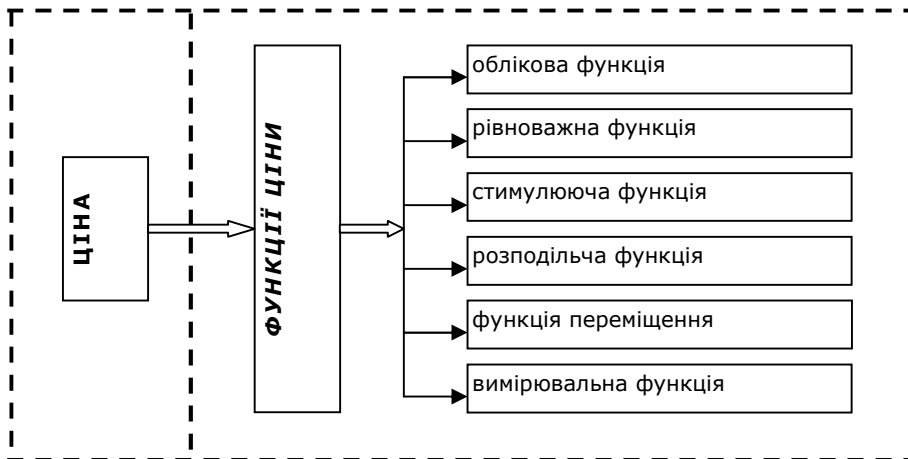 ЦІНА
ФУНКЦІЇ ЦІНИ
облікова функція
рівноважна функція
стимулююча функція
розподільча функція
функція переміщення
вимірювальна функція